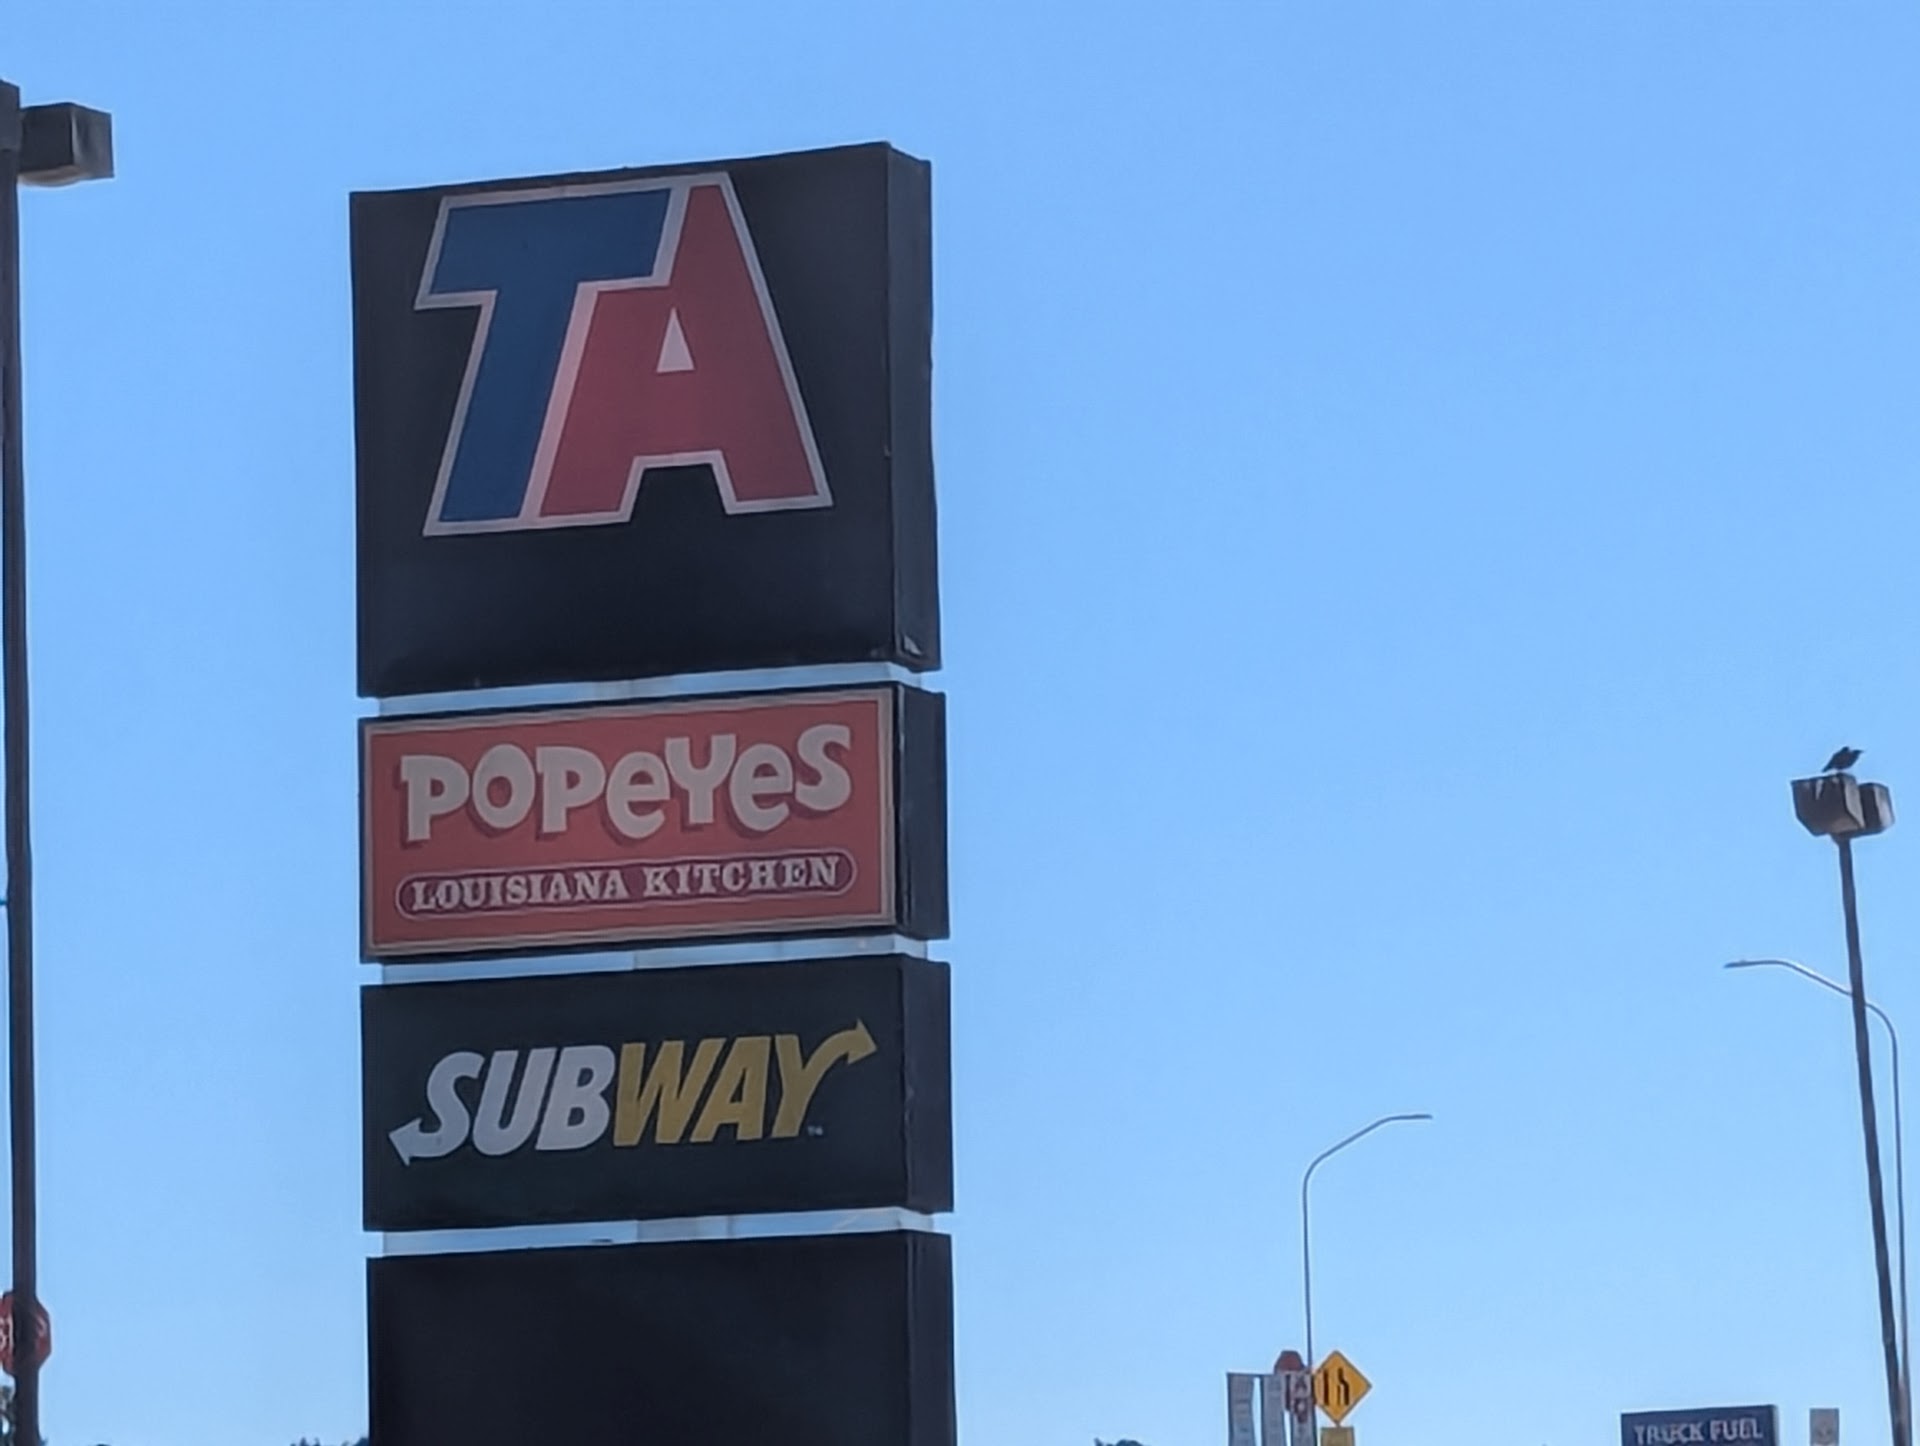 TA
POPEYES
LOUISIANA KITCHEN
SUBWAY
TRUCK FUEL